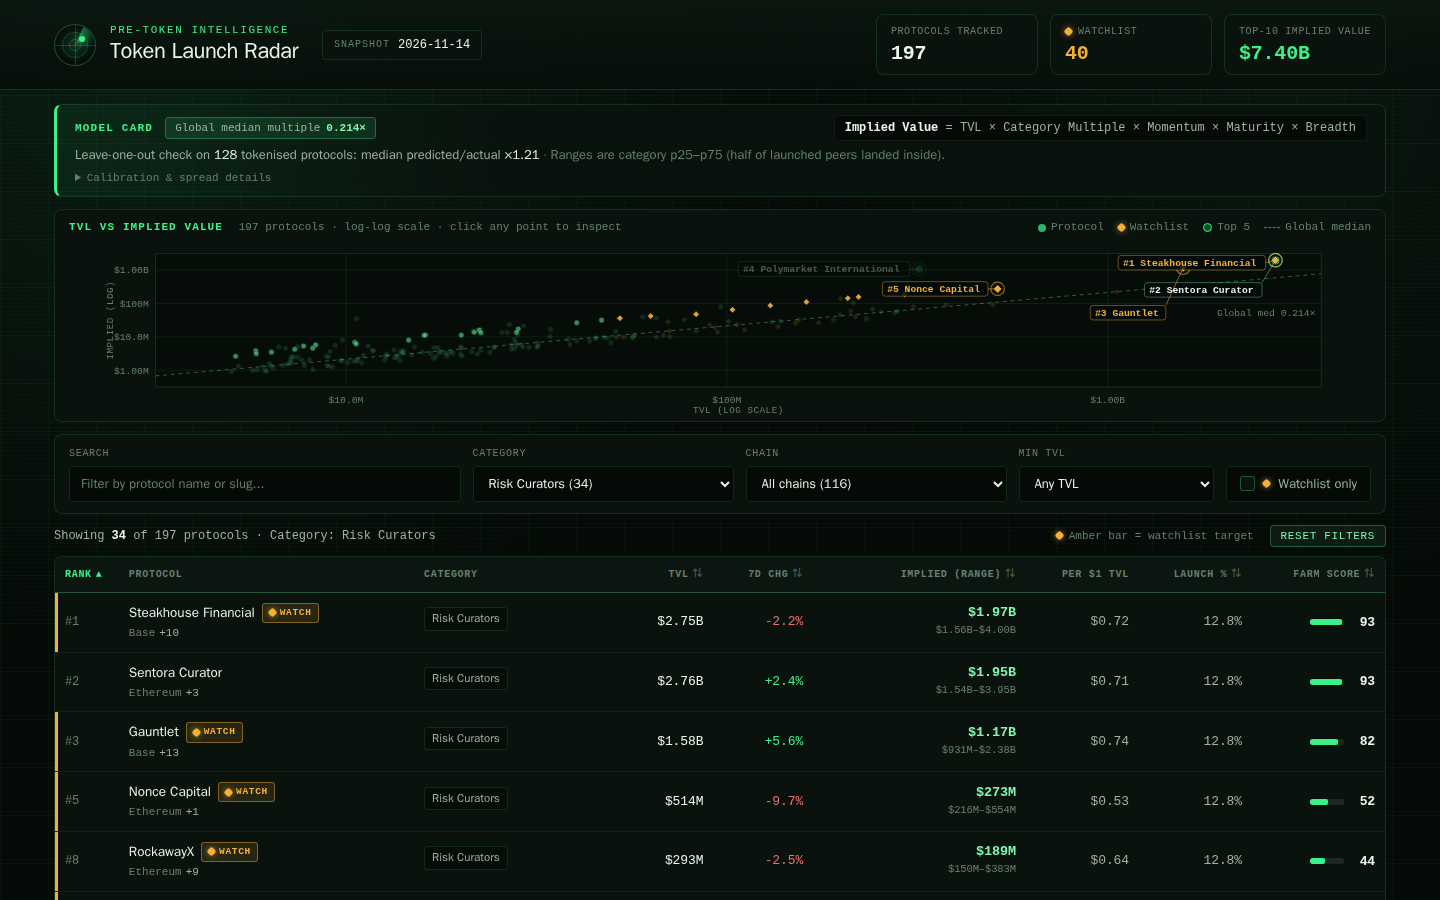 PRE-TOKEN INTELLIGENCE
Token Launch Radar
SNAPSHOT 2026-11-14
PROTOCOLS TRACKED
197
WATCHLIST
40
TOP-10 IMPLIED VALUE
$7.40B
MODEL CARD Global median multiple 0.214×
Implied Value = TVL × Category Multiple × Momentum × Maturity × Breadth
Leave-one-out check on 128 tokenised protocols: median predicted/actual ×1.21 · Ranges are category p25–p75 (half of launched peers landed inside).
▶ Calibration & spread details
TVL VS IMPLIED VALUE 197 protocols · log-log scale · click any point to inspect
Protocol Watchlist Top 5 Global median
IMPLIED (LOG)
$1.00B
$100M
$10.0M
$1.00M
#4 Polymarket International
#5 Nonce Capital
#1 Steakhouse Financial
#2 Sentora Curator
#3 Gauntlet
Global med 0.214×
$10.0M
$100M
$1.00B
TVL (LOG SCALE)
SEARCH
Filter by protocol name or slug...
CATEGORY
Risk Curators (34)
CHAIN
All chains (116)
MIN TVL
Any TVL
Watchlist only
Showing 34 of 197 protocols · Category: Risk Curators
Amber bar = watchlist target
RESET FILTERS
RANK ▲ PROTOCOL CATEGORY TVL ⇅ 7D CHG ⇅ IMPLIED (RANGE) ⇅ PER $1 TVL LAUNCH % ⇅ FARM SCORE ⇅
#1 Steakhouse Financial WATCH Risk Curators $2.75B -2.2% $1.97B $0.72 12.8% 93
Base +10 $1.56B–$4.00B
#2 Sentora Curator Risk Curators $2.76B +2.4% $1.95B $0.71 12.8% 93
Ethereum +3 $1.54B–$3.95B
#3 Gauntlet WATCH Risk Curators $1.58B +5.6% $1.17B $0.74 12.8% 82
Base +13 $931M–$2.38B
#5 Nonce Capital WATCH Risk Curators $514M -9.7% $273M $0.53 12.8% 52
Ethereum +1 $216M–$554M
#8 RockawayX WATCH Risk Curators $293M -2.5% $189M $0.64 12.8% 44
Ethereum +9 $150M–$383M